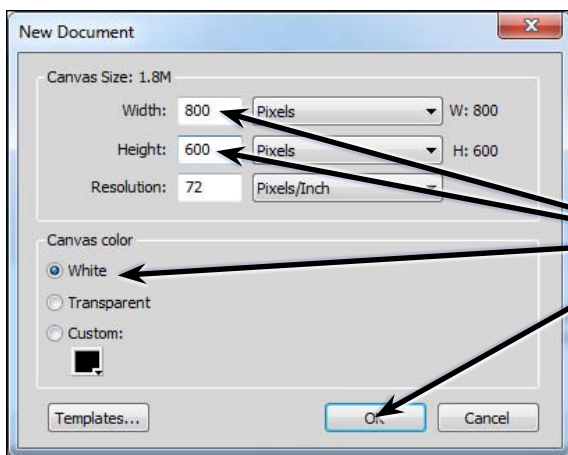 New Document
Canvas Size: 1.8M
Width: 800 Pixels W: 800
Height: 600 Pixels H: 600
Resolution: 72 Pixels/Inch
Canvas color
White
Transparent
Custom:
Templates... OK Cancel